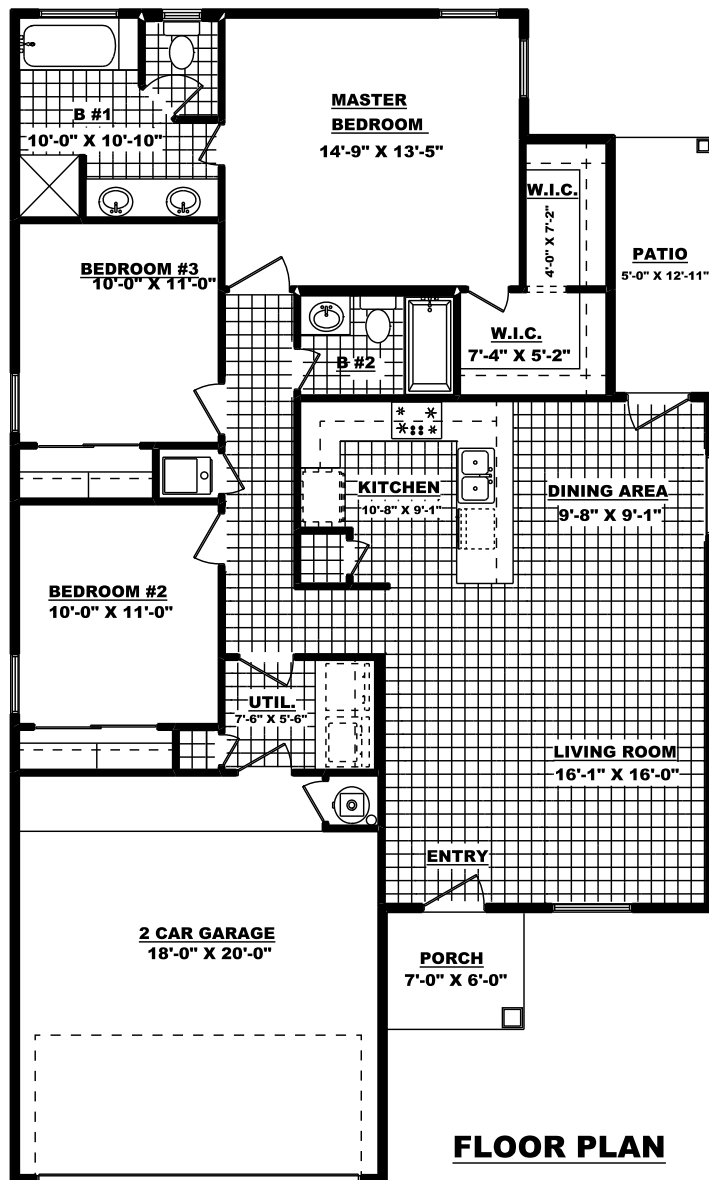 B #1
10'-0" X 10'-10"
MASTER
BEDROOM
14'-9" X 13'-5"
W.I.C.
4'-0" X 7'-2"
PATIO
5'-0" X 12'-11"
BEDROOM #3
10'-0" X 11'-0"
W.I.C.
7'-4" X 5'-2"
B #2
KITCHEN
10'-8" X 9'-1"
DINING AREA
9'-8" X 9'-1"
BEDROOM #2
10'-0" X 11'-0"
UTIL.
7'-6" X 5'-6"
LIVING ROOM
16'-1" X 16'-0"
ENTRY
2 CAR GARAGE
18'-0" X 20'-0"
PORCH
7'-0" X 6'-0"
FLOOR PLAN